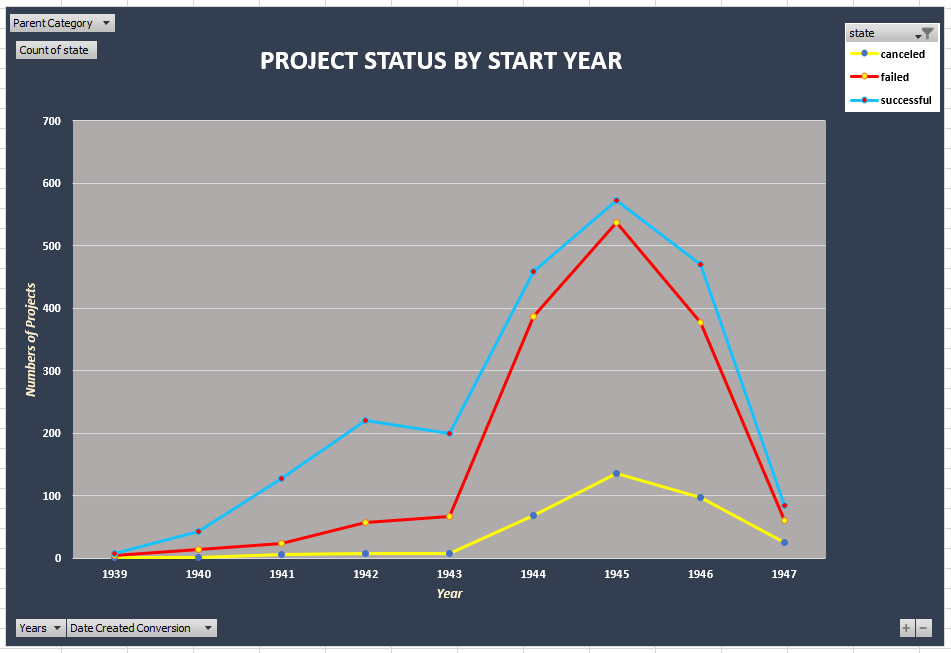 Parent Category
Count of state
PROJECT STATUS BY START YEAR
state
canceled
failed
successful
700
600
500
400
300
200
100
0
Numbers of Projects
1939 1940 1941 1942 1943 1944 1945 1946 1947
Year
Years Date Created Conversion
+ −